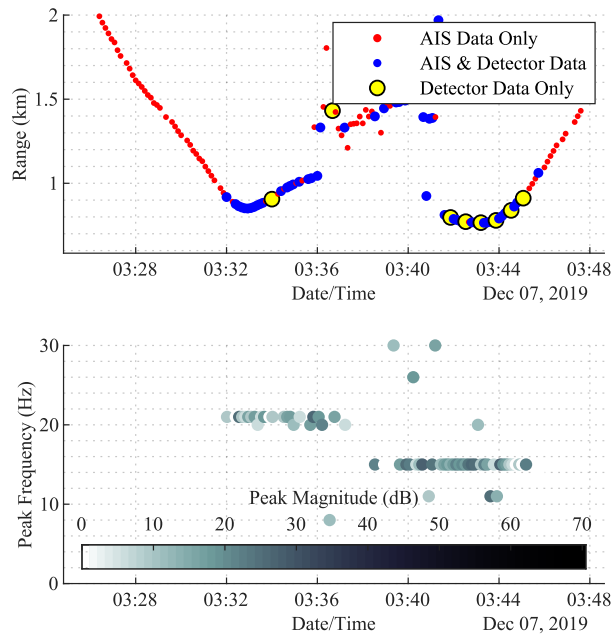 2
1.5
1
Range (km)
AIS Data Only
AIS & Detector Data
Detector Data Only
03:28 03:32 03:36 03:40 03:44 03:48
Date/Time
Dec 07, 2019
30
20
10
0
Peak Frequency (Hz)
Peak Magnitude (dB)
0 10 20 30 40 50 60 70
03:28 03:32 03:36 03:40 03:44 03:48
Date/Time
Dec 07, 2019